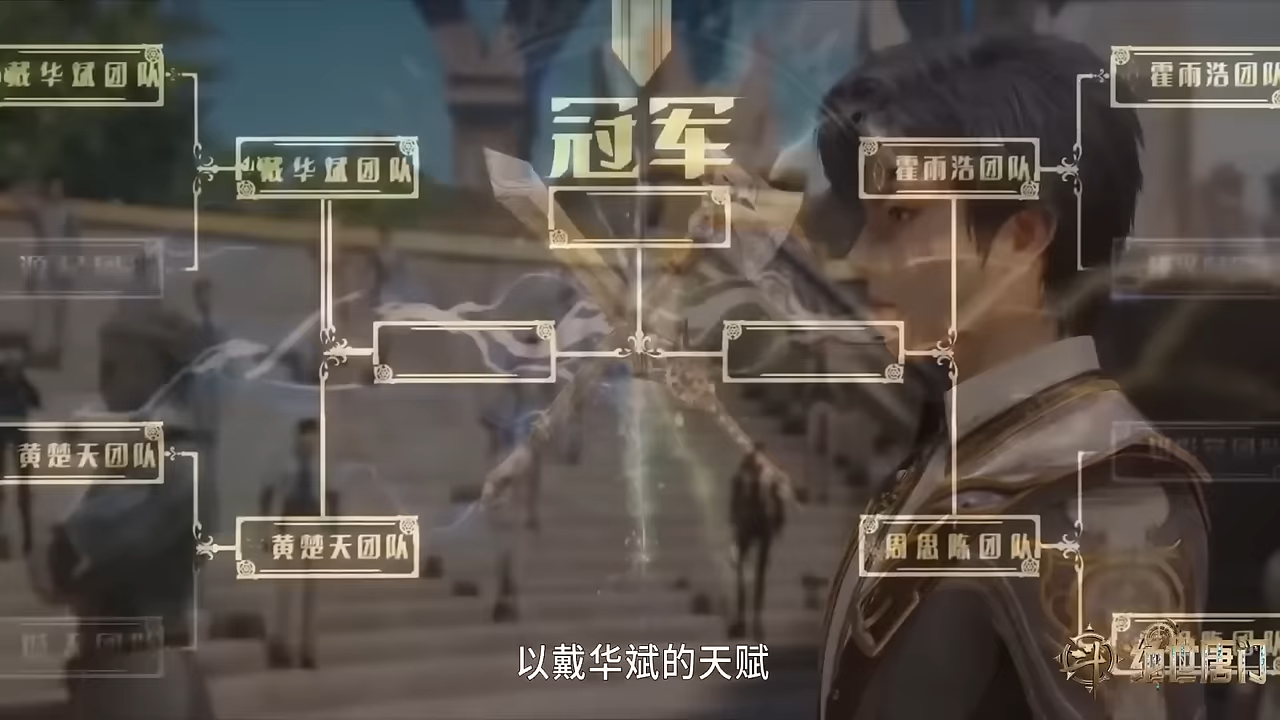 戴华斌团队
霍雨浩团队
冠军
戴华斌团队
霍雨浩团队
黄楚天团队
黄楚天团队
周思陈团队
以戴华斌的天赋
绝世唐门